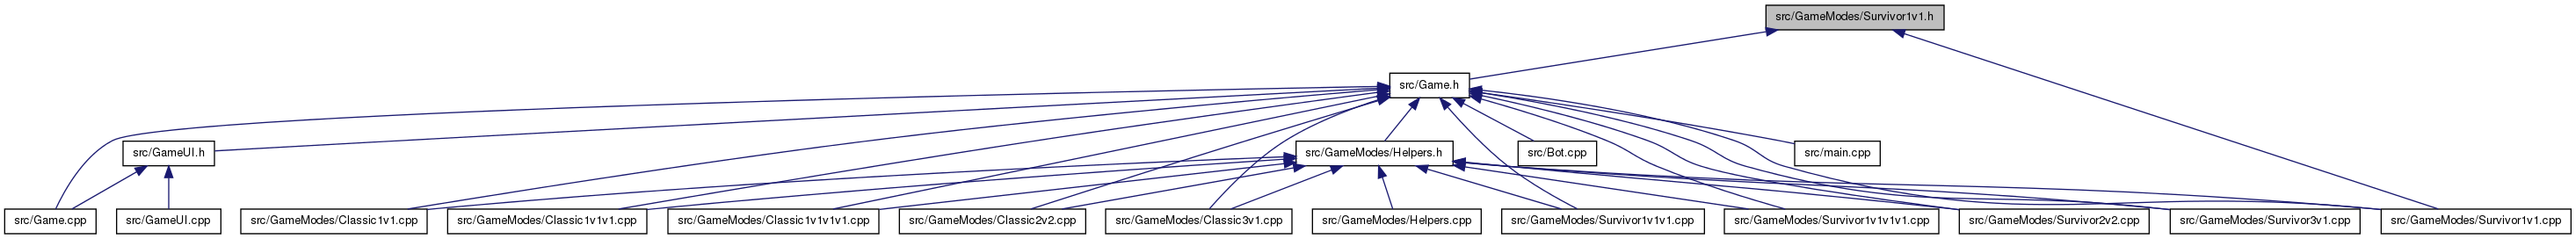 src/GameModes/Survivor1v1.h
src/Game.h
src/GameUI.h
src/GameModes/Helpers.h
src/Bot.cpp
src/main.cpp
src/Game.cpp
src/GameUI.cpp
src/GameModes/Classic1v1.cpp
src/GameModes/Classic1v1v1.cpp
src/GameModes/Classic1v1v1v1.cpp
src/GameModes/Classic2v2.cpp
src/GameModes/Classic3v1.cpp
src/GameModes/Helpers.cpp
src/GameModes/Survivor1v1v1.cpp
src/GameModes/Survivor1v1v1v1.cpp
src/GameModes/Survivor2v2.cpp
src/GameModes/Survivor3v1.cpp
src/GameModes/Survivor1v1.cpp